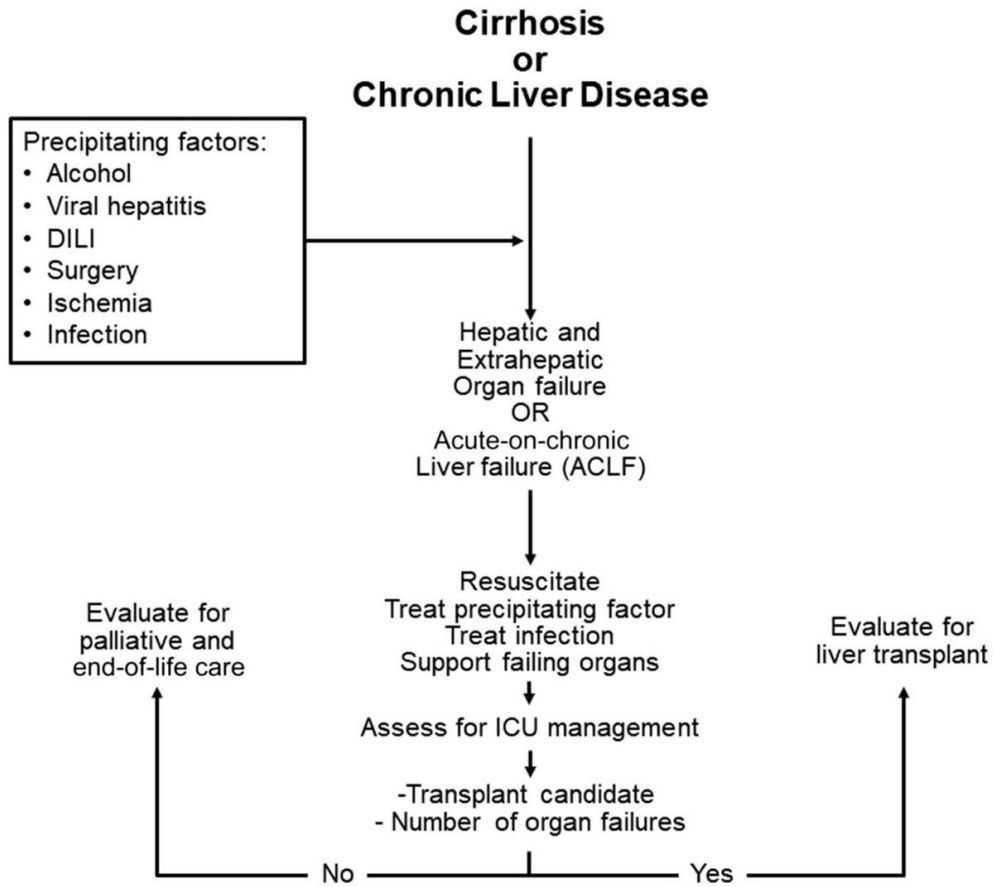 Cirrhosis
or
Chronic Liver Disease
Precipitating factors:
• Alcohol
• Viral hepatitis
• DILI
• Surgery
• Ischemia
• Infection
Hepatic and
Extrahepatic
Organ failure
OR
Acute-on-chronic
Liver failure (ACLF)
Resuscitate
Treat precipitating factor
Treat infection
Support failing organs
Evaluate for
palliative and
end-of-life care
Evaluate for
liver transplant
Assess for ICU management
-Transplant candidate
- Number of organ failures
No
Yes